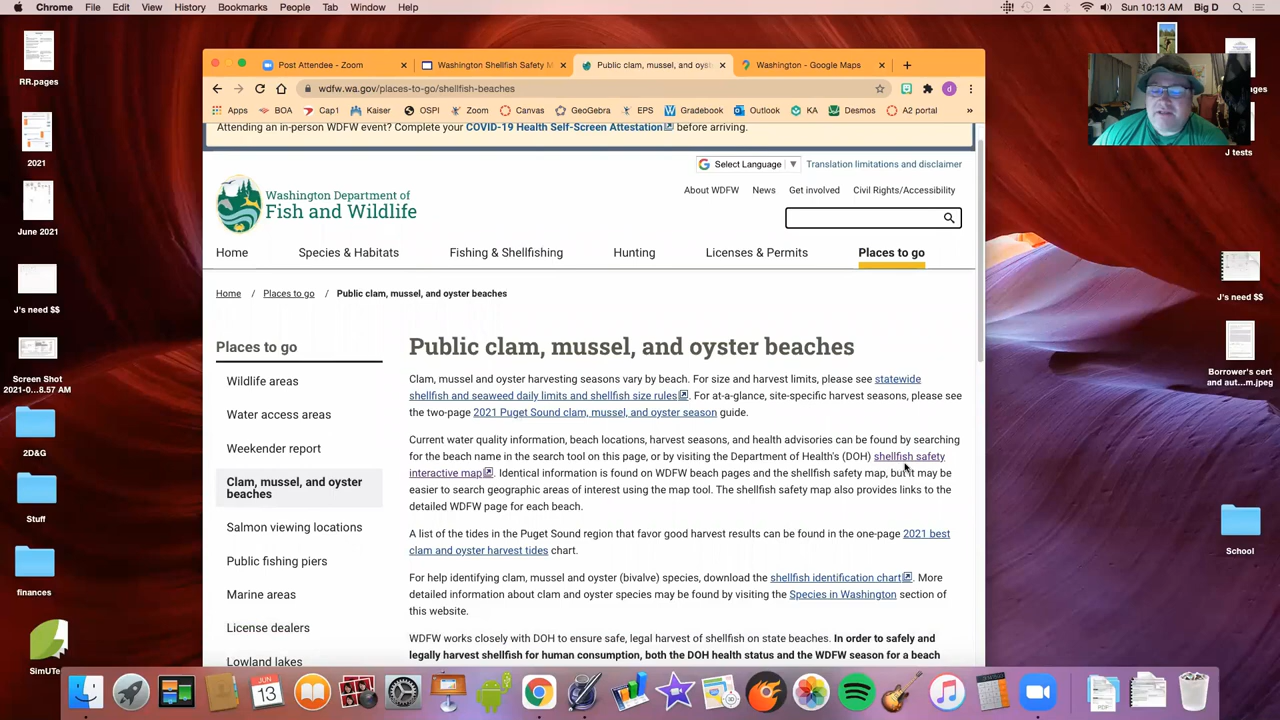 Chrome File Edit View History Bookmarks People Tab Window Help
Sun 10:13 AM Big D
RR.pages
2021
June 2021
J's need $$
Screen Shot
2021-0...8.57 AM
2D&G
Stuff
finances
Post Attendee - Zoom
Washington Shellfish Safety M
Public clam, mussel, and oyste
Washington - Google Maps
wdfw.wa.gov/places-to-go/shellfish-beaches
d
Apps BOA Cap1 Kaiser OSPI Zoom Canvas GeoGebra EPS Gradebook Outlook KA Desmos A2 portal »
Attending an in-person WDFW event? Complete your COVID-19 Health Self-Screen Attestation before arriving.
G Select Language ▼ Translation limitations and disclaimer
Washington Department of
Fish and Wildlife
About WDFW News Get involved Civil Rights/Accessibility
Home Species & Habitats Fishing & Shellfishing Hunting Licenses & Permits Places to go
Home / Places to go / Public clam, mussel, and oyster beaches
Places to go
Wildlife areas
Water access areas
Weekender report
Clam, mussel, and oyster
beaches
Salmon viewing locations
Public fishing piers
Marine areas
License dealers
Lowland lakes
Public clam, mussel, and oyster beaches
Clam, mussel and oyster harvesting seasons vary by beach. For size and harvest limits, please see statewide
shellfish and seaweed daily limits and shellfish size rules. For at-a-glance, site-specific harvest seasons, please see
the two-page 2021 Puget Sound clam, mussel, and oyster season guide.
Current water quality information, beach locations, harvest seasons, and health advisories can be found by searching
for the beach name in the search tool on this page, or by visiting the Department of Health's (DOH) shellfish safety
interactive map. Identical information is found on WDFW beach pages and the shellfish safety map, but it may be
easier to search geographic areas of interest using the map tool. The shellfish safety map also provides links to the
detailed WDFW page for each beach.
A list of the tides in the Puget Sound region that favor good harvest results can be found in the one-page 2021 best
clam and oyster harvest tides chart.
For help identifying clam, mussel and oyster (bivalve) species, download the shellfish identification chart. More
detailed information about clam and oyster species may be found by visiting the Species in Washington section of
this website.
WDFW works closely with DOH to ensure safe, legal harvest of shellfish on state beaches. In order to safely and
legally harvest shellfish for human consumption, both the DOH health status and the WDFW season for a beach
ages
J tests
J's need $$
Borrower's cert
and aut...m.jpeg
School
JUN
13